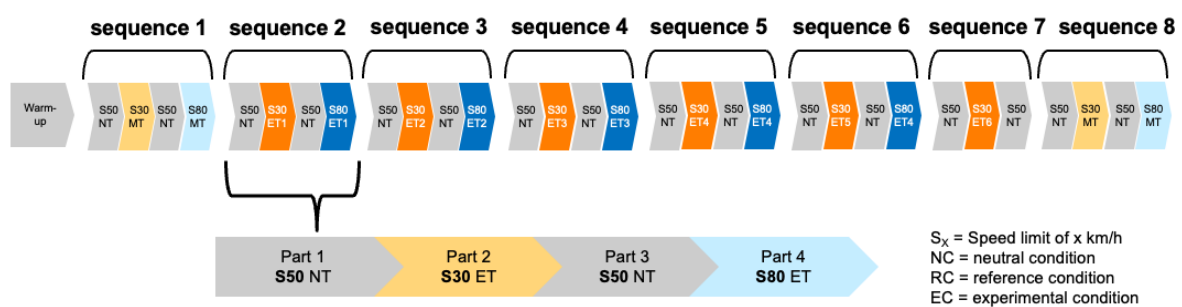 sequence 1 sequence 2 sequence 3 sequence 4 sequence 5 sequence 6 sequence 7 sequence 8
Warm-
up
S50 S30 S50 S80 S50 S30 S50 S80 S50 S30 S50 S80 S50 S30 S50 S80 S50 S30 S50 S80 S50 S30 S50 S80 S50 S30 S50 S50 S30 S50 S80
NT MT NT MT NT ET1 NT ET1 NT ET2 NT ET2 NT ET3 NT ET3 NT ET4 NT ET4 NT ET5 NT ET4 NT ET6 NT NT MT NT MT
Part 1 Part 2 Part 3 Part 4
S50 NT S30 ET S50 NT S80 ET
Sx = Speed limit of x km/h
NC = neutral condition
RC = reference condition
EC = experimental condition